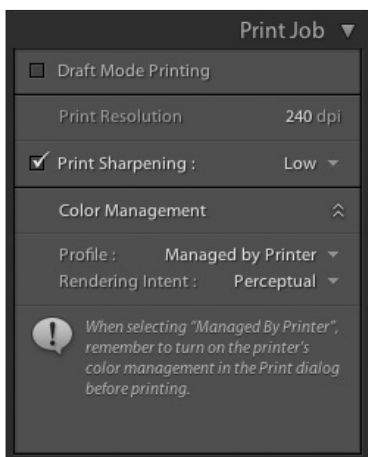 Print Job
Draft Mode Printing
Print Resolution 240 dpi
Print Sharpening : Low
Color Management
Profile : Managed by Printer
Rendering Intent : Perceptual
When selecting "Managed By Printer",
remember to turn on the printer's
color management in the Print dialog
before printing.